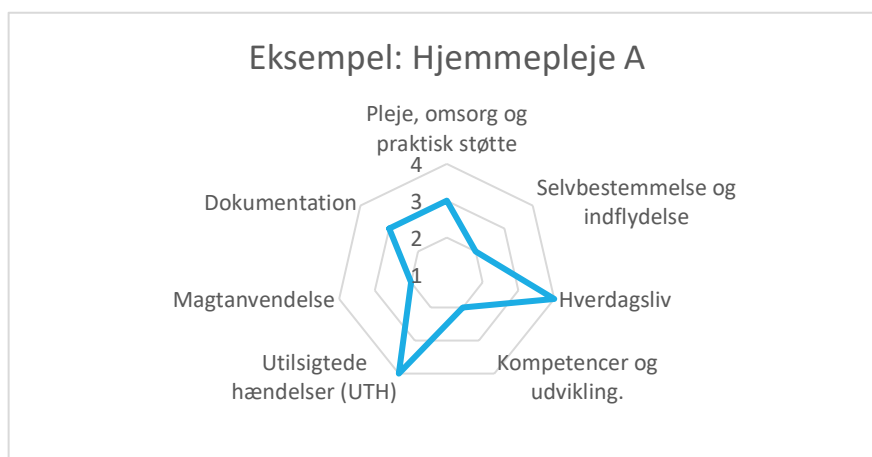 Eksempel: Hjemmepleje A
Pleje, omsorg og
praktisk støtte
4
3
2
1
Selvbestemmelse og
indflydelse
Hverdagsliv
Kompetencer og
udvikling.
Utilsigtede
hændelser (UTH)
Magtanvendelse
Dokumentation